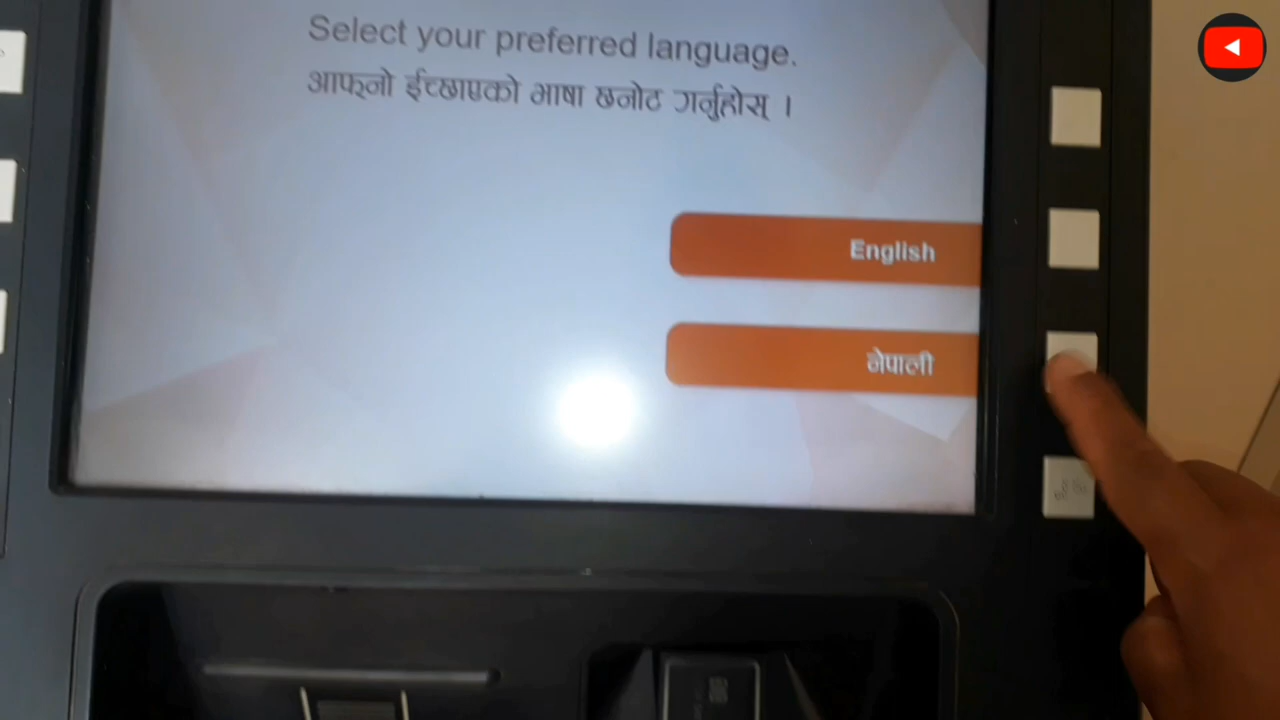 Select your preferred language.
आफ्नो ईच्छाएको भाषा छनोट गर्नुहोस् ।
English
नेपाली